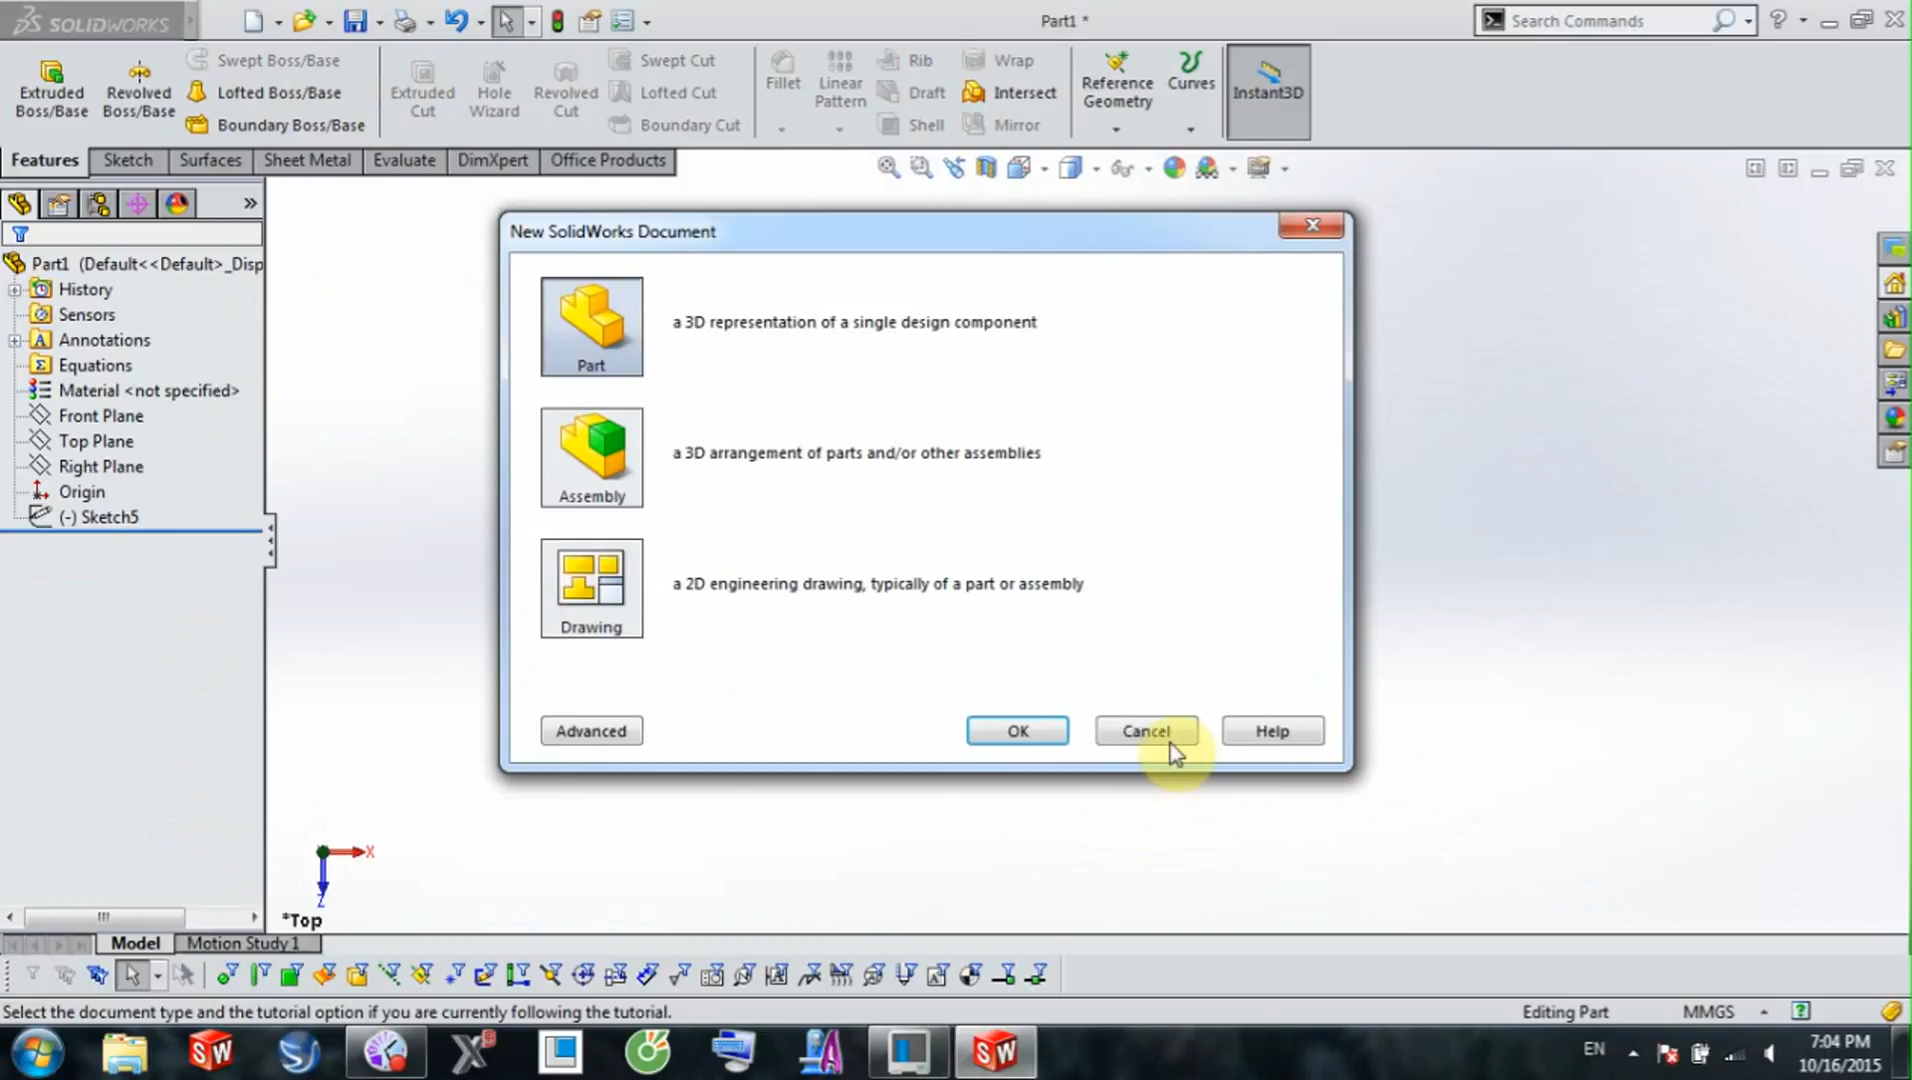 SOLIDWORKS
Part1 *
Search Commands
Extruded Boss/Base
Revolved Boss/Base
Swept Boss/Base
Lofted Boss/Base
Boundary Boss/Base
Extruded Cut
Hole Wizard
Revolved Cut
Swept Cut
Lofted Cut
Boundary Cut
Fillet
Linear Pattern
Rib
Draft
Shell
Wrap
Intersect
Mirror
Reference Geometry
Curves
Instant3D
Features
Sketch
Surfaces
Sheet Metal
Evaluate
DimXpert
Office Products
Part1 (Default<<Default>_Disp
History
Sensors
Annotations
Equations
Material <not specified>
Front Plane
Top Plane
Right Plane
Origin
(-) Sketch5
New SolidWorks Document
Part
a 3D representation of a single design component
Assembly
a 3D arrangement of parts and/or other assemblies
Drawing
a 2D engineering drawing, typically of a part or assembly
Advanced
OK
Cancel
Help
X
Z
*Top
Model
Motion Study 1
Select the document type and the tutorial option if you are currently following the tutorial.
Editing Part
MMGS
EN
7:04 PM
10/16/2015